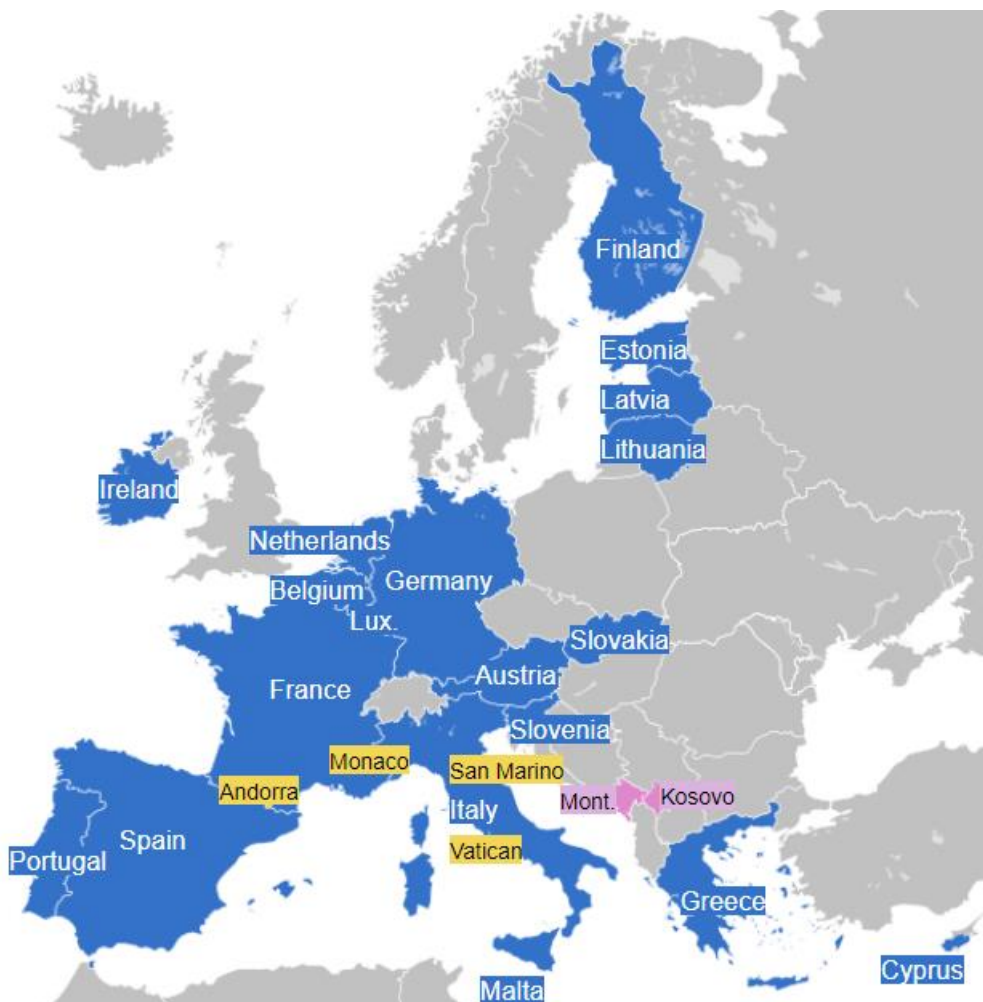 Finland
Estonia
Latvia
Lithuania
Ireland
Netherlands
Belgium
Germany
Lux.
Slovakia
Austria
France
Slovenia
Monaco
San Marino
Andorra
Mont.
Kosovo
Italy
Spain
Vatican
Portugal
Greece
Cyprus
Malta